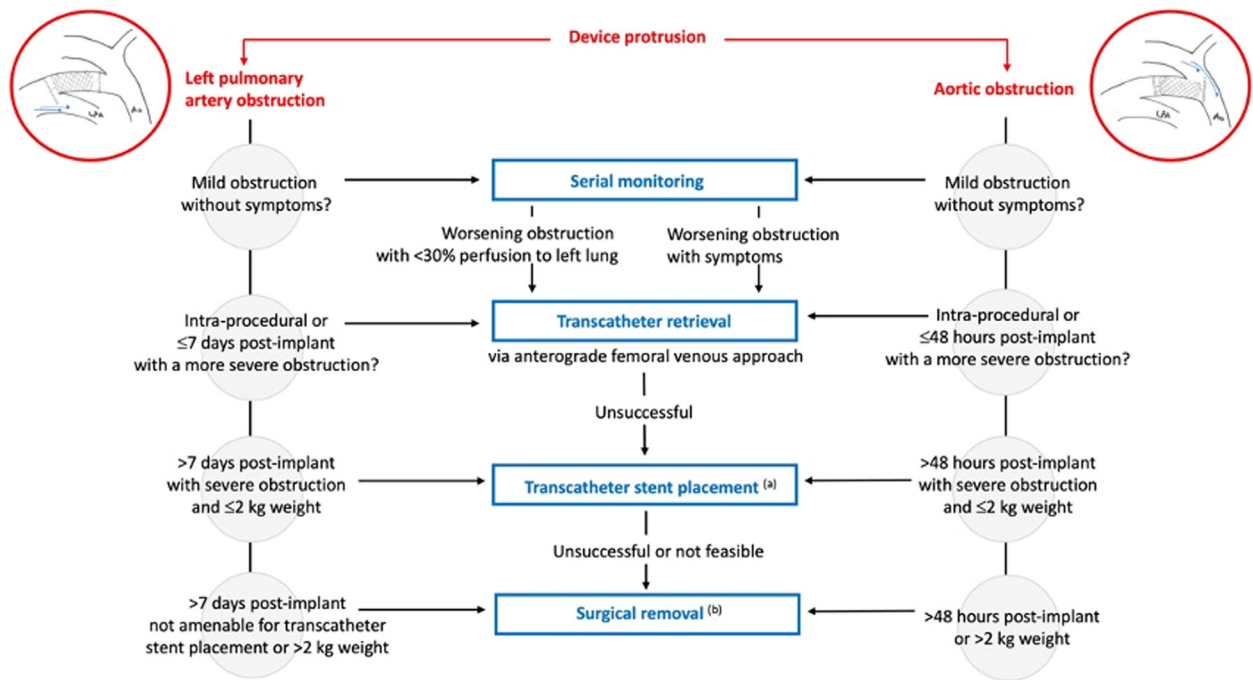 Device protrusion
Left pulmonary
artery obstruction
Aortic obstruction
LPA
Ao
LPA
Ao
Mild obstruction
without symptoms?
Serial monitoring
Mild obstruction
without symptoms?
Worsening obstruction
with <30% perfusion to left lung
Worsening obstruction
with symptoms
Intra-procedural or
≤7 days post-implant
with a more severe obstruction?
Transcatheter retrieval
via anterograde femoral venous approach
Intra-procedural or
≤48 hours post-implant
with a more severe obstruction?
Unsuccessful
>7 days post-implant
with severe obstruction
and ≤2 kg weight
Transcatheter stent placement (a)
>48 hours post-implant
with severe obstruction
and ≤2 kg weight
Unsuccessful or not feasible
>7 days post-implant
not amenable for transcatheter
stent placement or >2 kg weight
Surgical removal (b)
>48 hours post-implant
or >2 kg weight